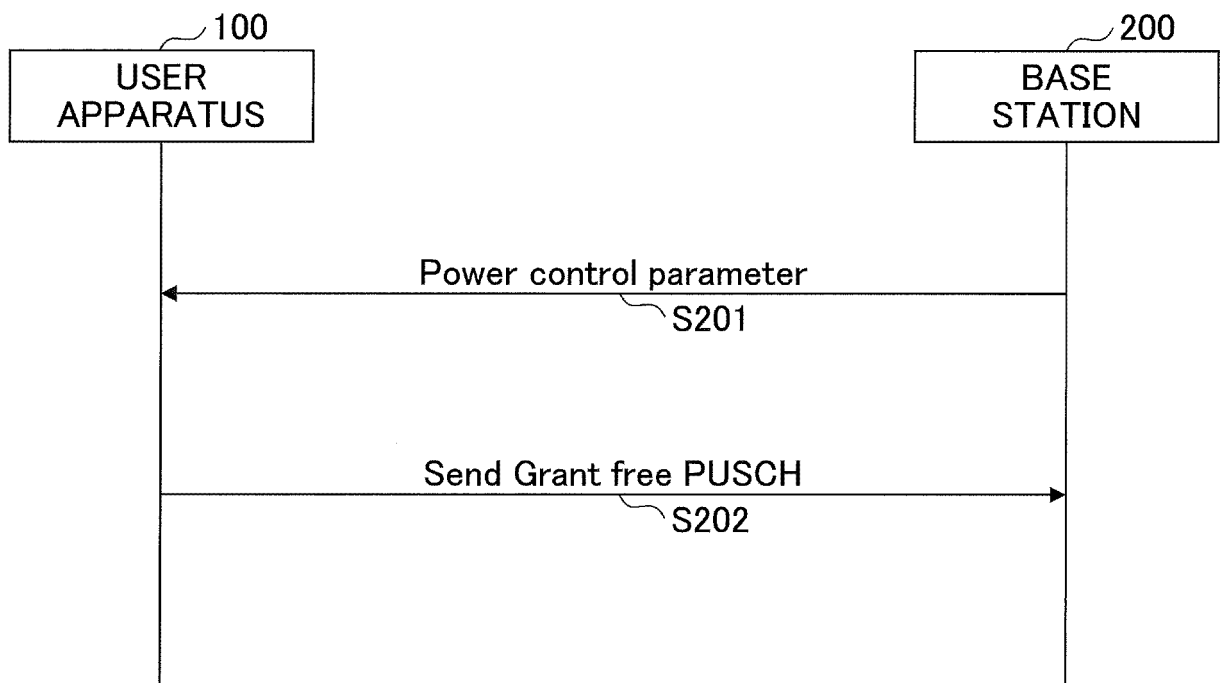 100
200
USER
APPARATUS
BASE
STATION
Power control parameter
S201
Send Grant free PUSCH
S202